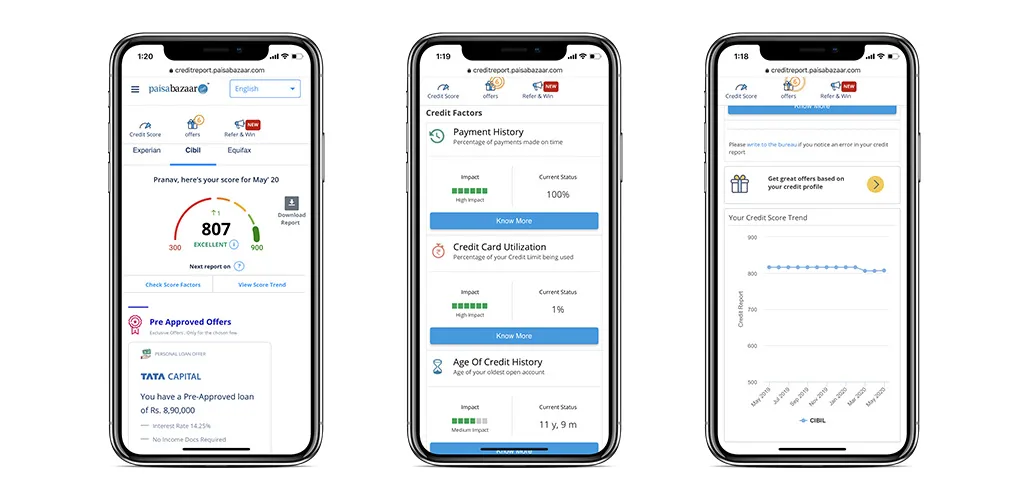 1:20
creditreport.paisabazaar.com
paisabazaar
English
Credit Score
6
offers
NEW
Refer & Win
Experian
Cibil
Equifax
Pranav, here's your score for May' 20
1
807
EXCELLENT
i
300
900
Download
Report
Next report on ?
Check Score Factors
View Score Trend
Pre Approved Offers
Exclusive Offers . Only for the chosen few.
PERSONAL LOAN OFFER
TATA CAPITAL
You have a Pre-Approved loan
of Rs. 8,90,000
Interest Rate 14.25%
No Income Docs Required
1:19
creditreport.paisabazaar.com
Credit Score
6
offers
NEW
Refer & Win
Credit Factors
Payment History
Percentage of payments made on time
Impact
High Impact
Current Status
100%
Know More
Credit Card Utilization
Percentage of your Credit Limit being used
Impact
High Impact
Current Status
1%
Know More
Age Of Credit History
Age of your oldest open account
Impact
Medium Impact
Current Status
11 y, 9 m
Know More
1:18
creditreport.paisabazaar.com
Credit Score
6
offers
NEW
Refer & Win
Know More
Please write to the bureau if you notice an error in your credit
report
Get great offers based on
your credit profile
Your Credit Score Trend
Credit Report
900
800
700
600
500
May 2019
Jul 2019
Sep 2019
Nov 2019
Jan 2020
Mar 2020
May 2020
CIBIL